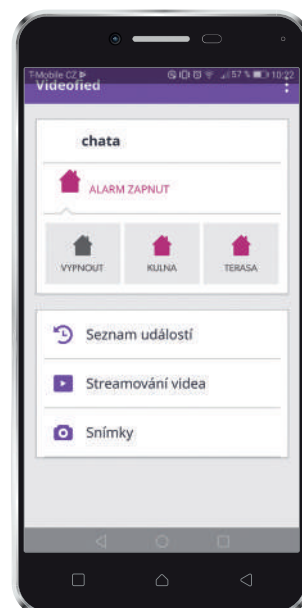 T-Mobile CZ 57 % 10:22
Videofied
chata
ALARM ZAPNUT
VYPNOUT KULNA TERASA
Seznam událostí
Streamování videa
Snímky